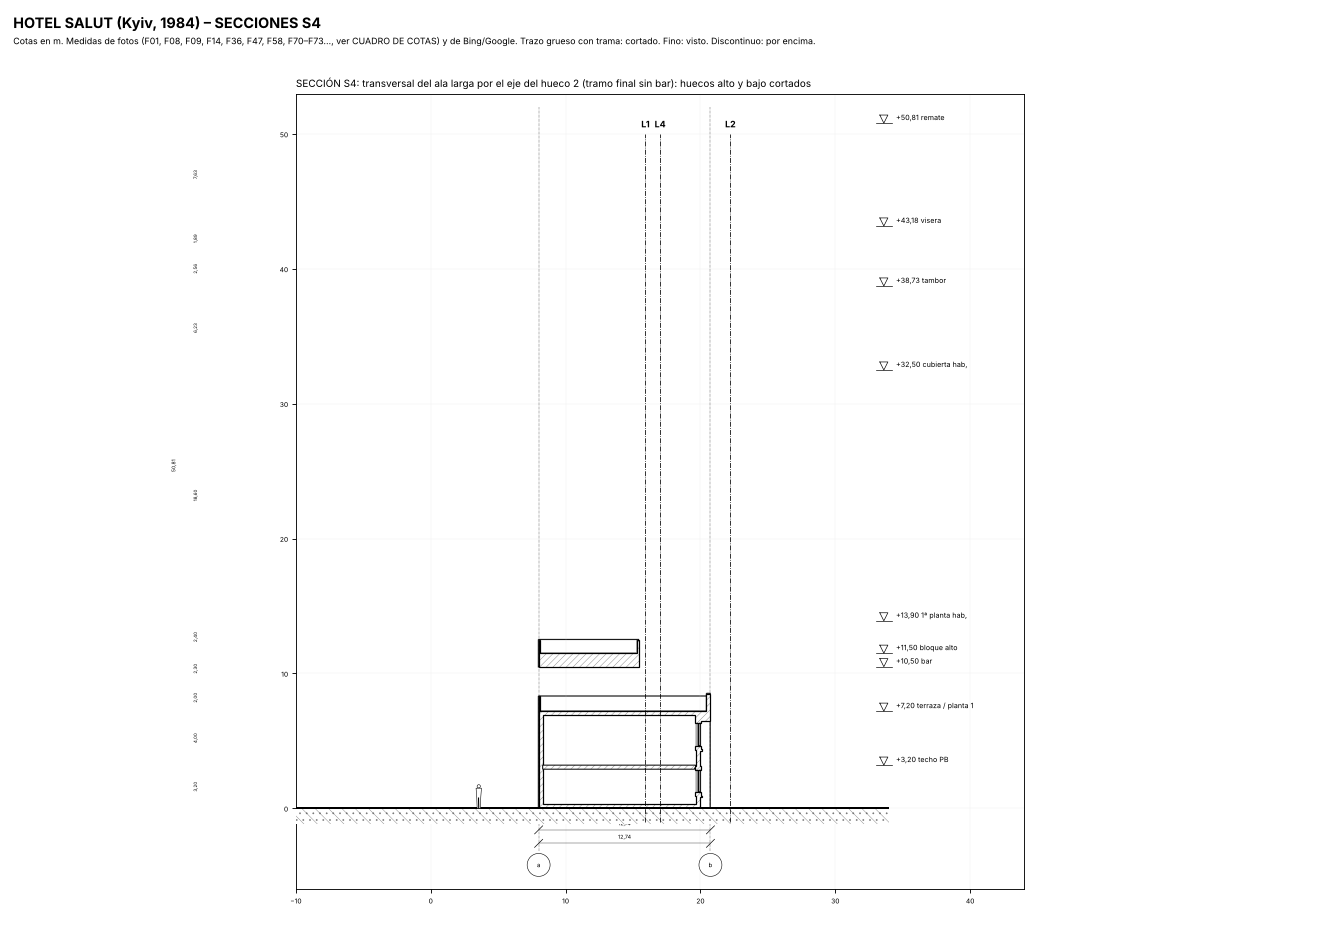 HOTEL SALUT (Kyiv, 1984) – SECCIONES S4
Cotas en m. Medidas de fotos (F01, F08, F09, F14, F36, F47, F58, F70–F73..., ver CUADRO DE COTAS) y de Bing/Google. Trazo grueso con trama: cortado. Fino: visto. Discontinuo: por encima.
SECCIÓN S4: transversal del ala larga por el eje del hueco 2 (tramo final sin bar): huecos alto y bajo cortados
L1 L4 L2
+50,81 remate
50
7,63
+43,18 visera
1,89
40
2,56
+38,73 tambor
6,23
+32,50 cubierta hab,
30
50,81
18,60
20
+13,90 1ª planta hab,
2,40
+11,50 bloque alto
+10,50 bar
2,30
10
2,00
+7,20 terraza / planta 1
4,00
+3,20 techo PB
3,20
0
12,74
a
b
−10
0
10
20
30
40